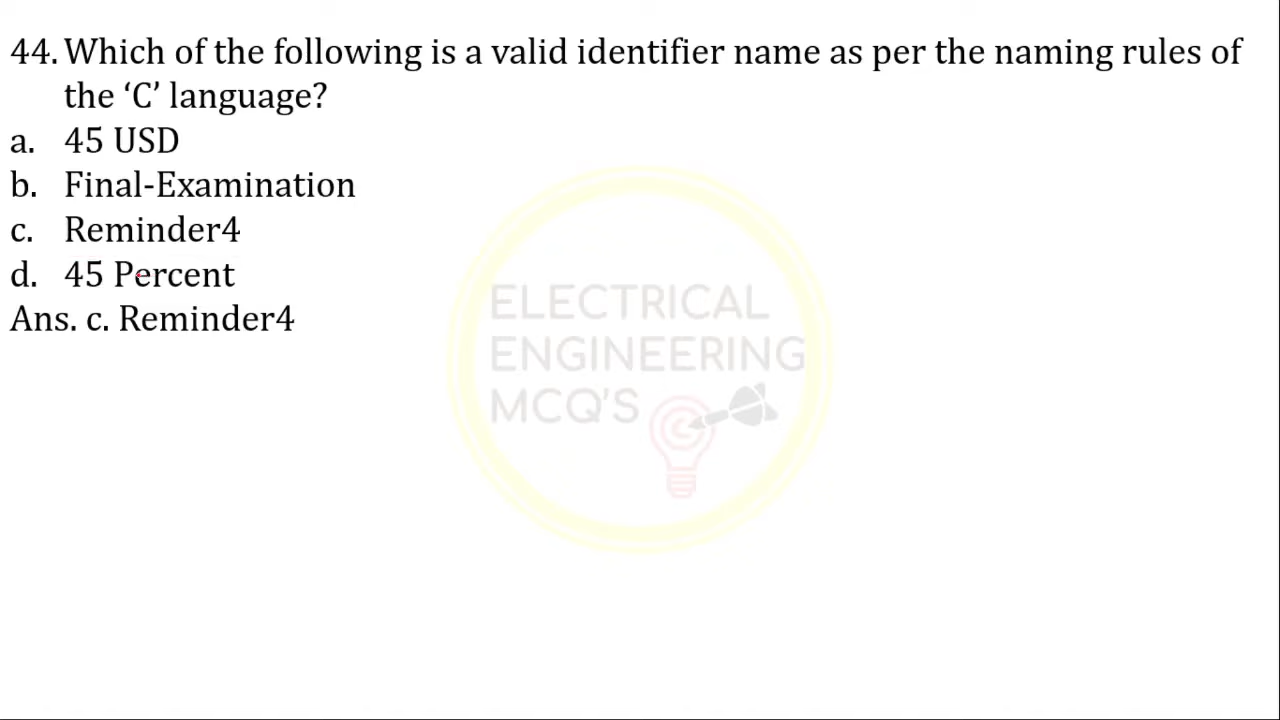 44. Which of the following is a valid identifier name as per the naming rules of
the ‘C’ language?
a. 45 USD
b. Final-Examination
c. Reminder4
d. 45 Percent
Ans. c. Reminder4
ELECTRICAL
ENGINEERING
MCQ'S